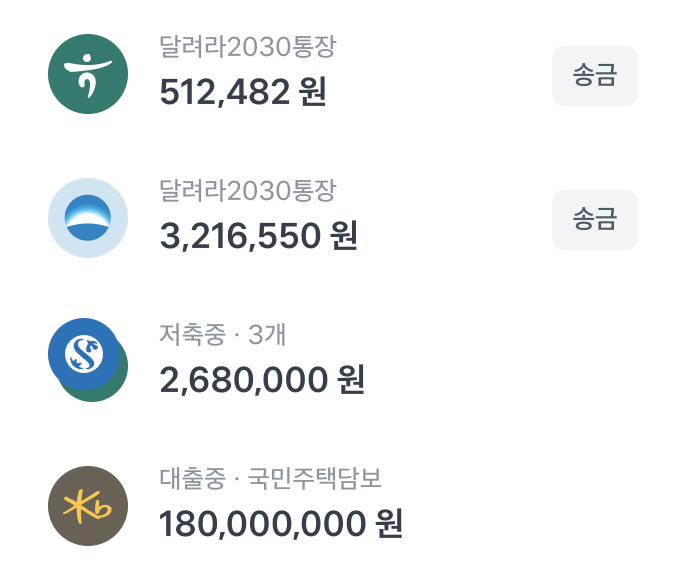 달려라2030통장
512,482 원
송금
달려라2030통장
3,216,550 원
송금
저축중 · 3개
2,680,000 원
대출중 · 국민주택담보
180,000,000 원